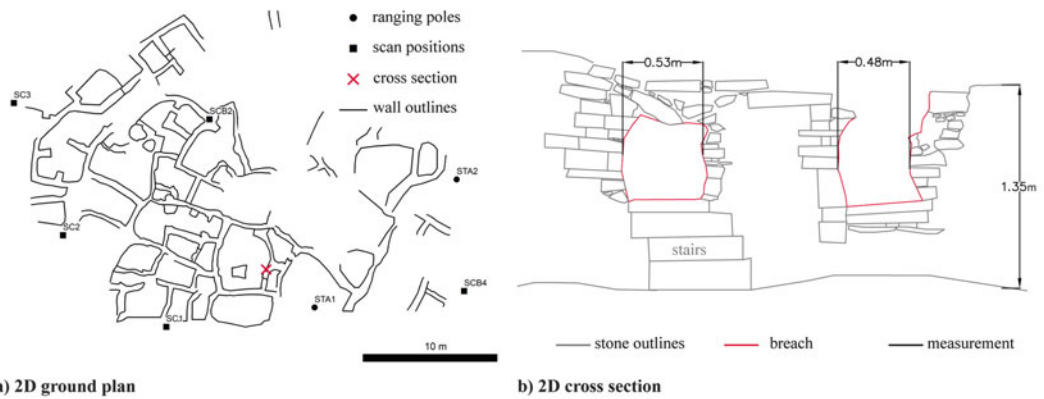 ranging poles
scan positions
cross section
wall outlines
SC3
SCB2
STA2
SC2
SCB4
STA1
SC1
10 m
0.53m
0.48m
1.35m
stairs
stone outlines
breach
measurement
a) 2D ground plan
b) 2D cross section